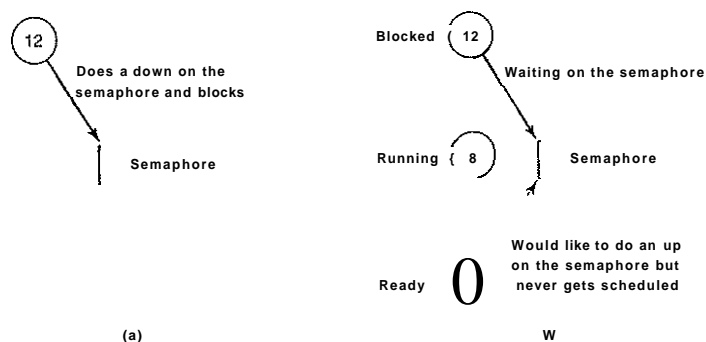 12
Does a down on the
semaphore and blocks
Semaphore
(a)
Blocked ( 12
Waiting on the semaphore
Running { 8
Semaphore
Would like to do an up
on the semaphore but
never gets scheduled
Ready 0
W